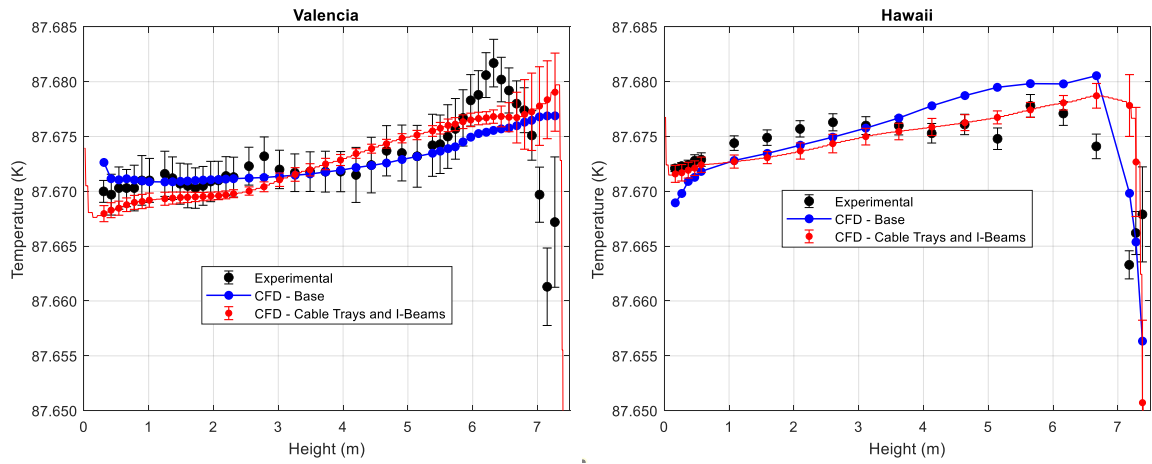 Valencia
87.685
87.680
87.675
87.670
87.665
87.660
87.655
87.650
Temperature (K)
0 1 2 3 4 5 6 7
Height (m)
Experimental
CFD - Base
CFD - Cable Trays and I-Beams
Hawaii
87.685
87.680
87.675
87.670
87.665
87.660
87.655
87.650
Temperature (K)
0 1 2 3 4 5 6 7
Height (m)
Experimental
CFD - Base
CFD - Cable Trays and I-Beams